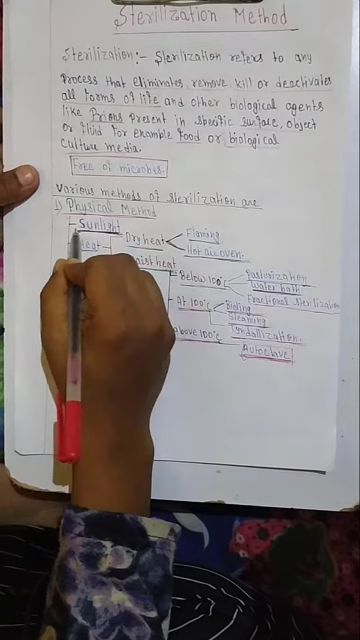 Sterilization Method
Sterilization:- Sterilization refers to any
process that eliminates, remove, kill or deactivates
all forms of life and other biological agents
like Prions present in specific surface, object
or fluid for example food or biological
culture media.
Free of microbes.
Various methods of sterilization are
1) Physical Method
Sunlight
Heat
Dry heat
Flaming
Hot air oven.
Moist heat
Below 100°c
Pasturization
Water bath
Fractional sterilization
At 100°c
Boiling
Steaming
Tyndallization.
Above 100°c
Autoclave